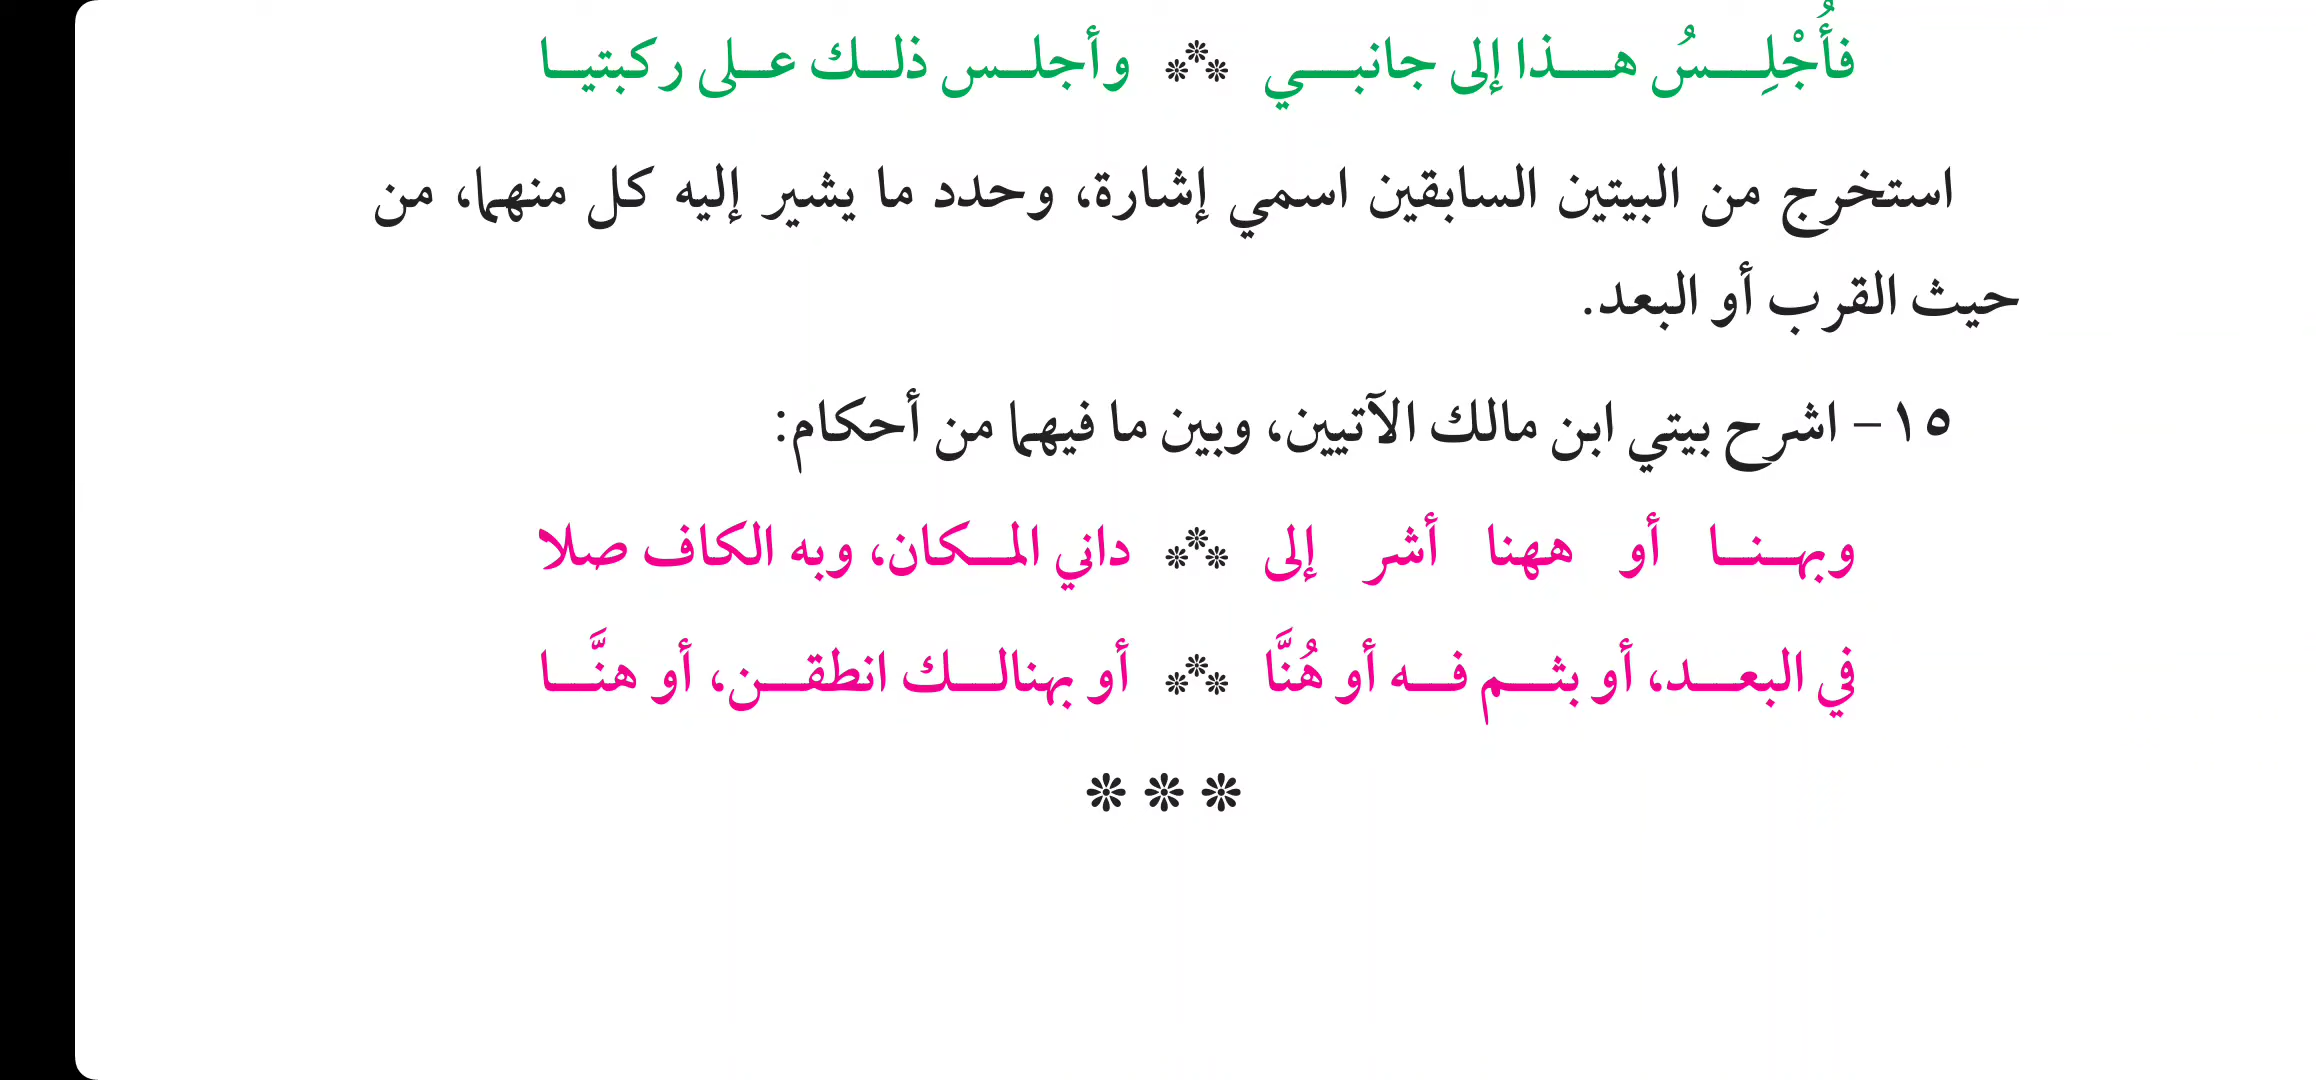 فأُجْلِسُ هذا إلى جانبي ⁂ وأجلس ذلك على ركبتيا
استخرج من البيتين السابقين اسمي إشارة، وحدد ما يشير إليه كل منهما، من
حيث القرب أو البعد.
١٥ – اشرح بيتي ابن مالك الآتيين، وبين ما فيهما من أحكام:
وبهنا أو ههنا أشر إلى ⁂ داني المكان، وبه الكاف صلا
في البعد، أو بثم فه أو هُنَّا ⁂ أو بهنالك انطقن، أو هنَّا
❊ ❊ ❊